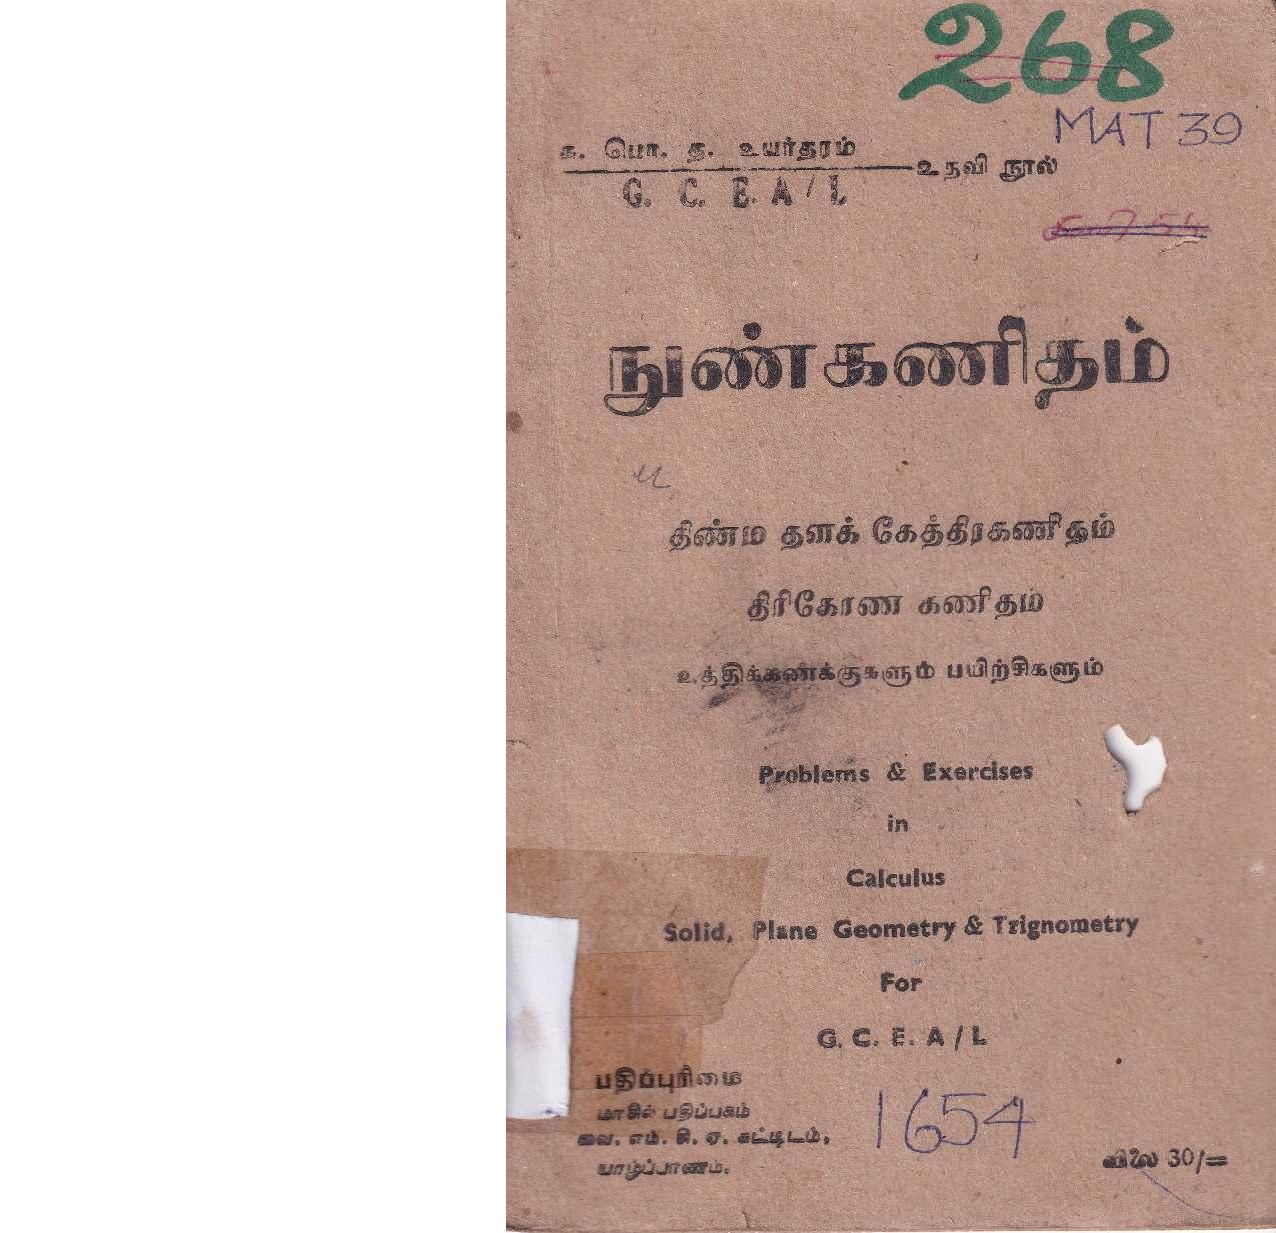 268
MAT 39
க. பொ. த. உயர்தரம்
உதவி நூல்
G. C. E. A / L
நுண்கணிதம்
திண்ம தளக் கேத்திரகணிதம்
திரிகோண கணிதம்
உத்திக்கணக்குகளும் பயிற்சிகளும்
Problems & Exercises
in
Calculus
Solid, Plane Geometry & Trignometry
For
G. C. E. A / L
பதிப்புரிமை
பதிப்பகம்
வை. எம். சி. ஏ. கட்டிடம்,
யாழ்ப்பாணம்.
1654
விலை 30/=